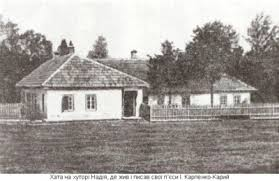 Хата на хуторі Надія, де жив і писав свої п'єси І. Карпенко-Карий